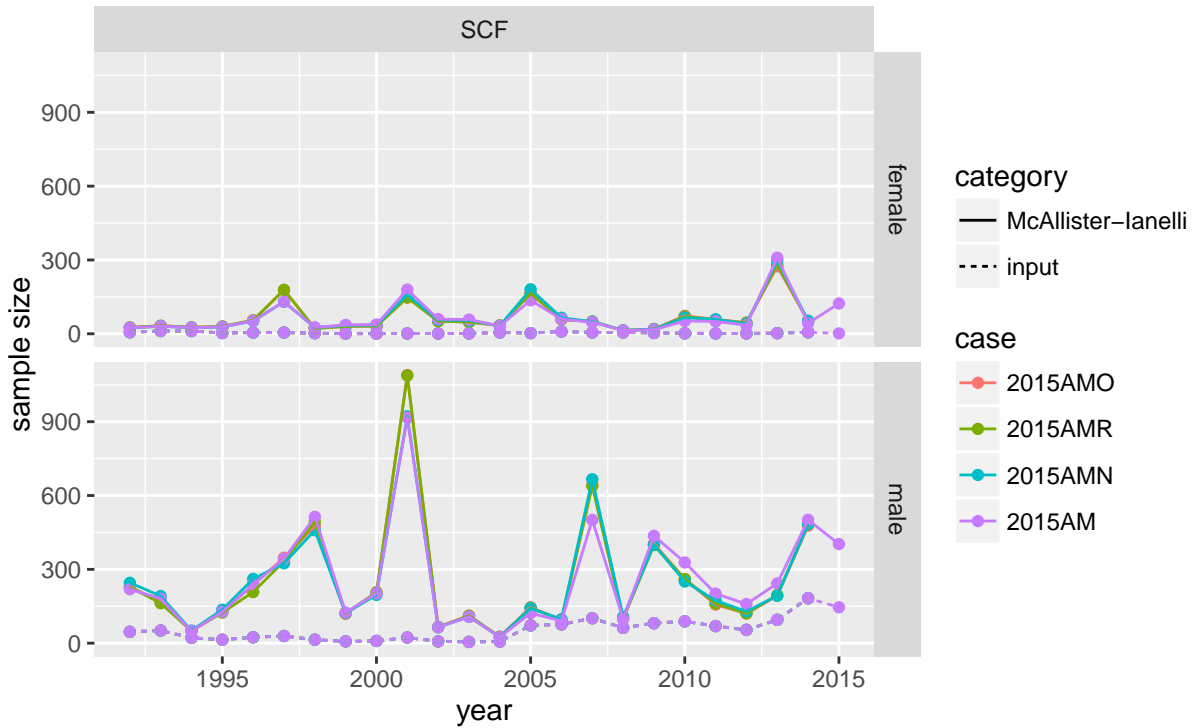 SCF
900
600
300
0
female
900
600
300
0
male
1995
2000
2005
2010
2015
year
sample size
category
McAllister−Ianelli
input
case
2015AMO
2015AMR
2015AMN
2015AM